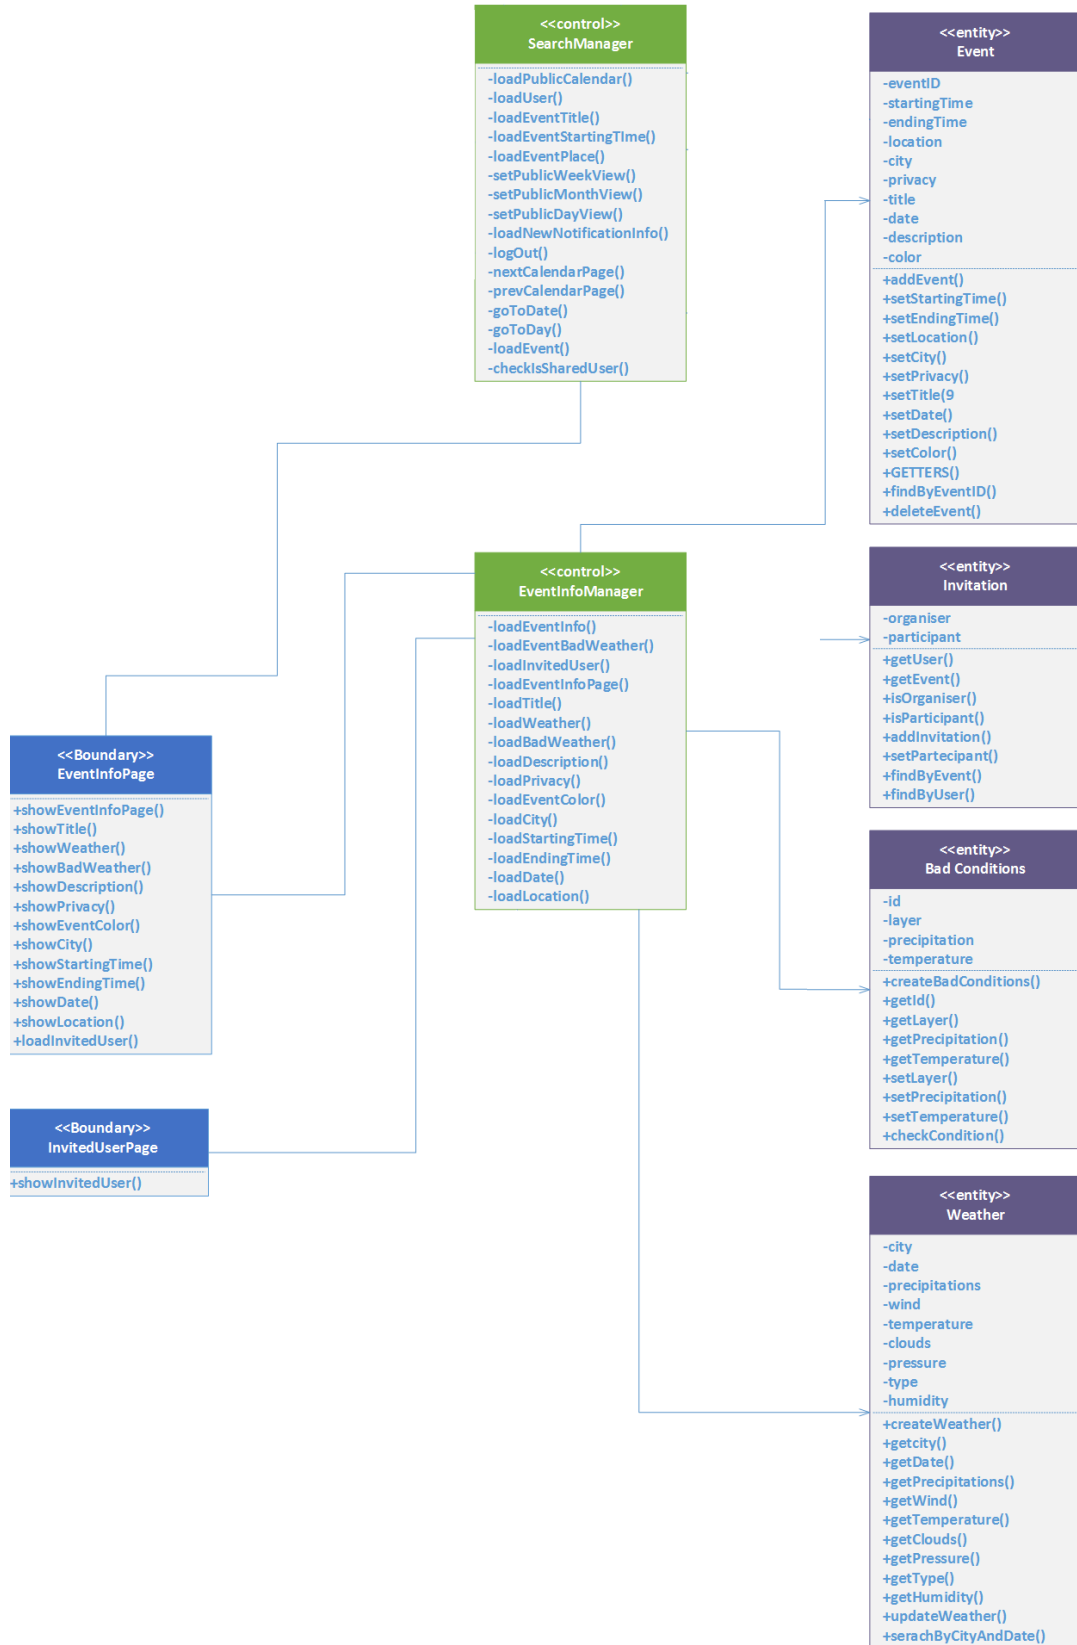 <<control>>
SearchManager
-loadPublicCalendar()
-loadUser()
-loadEventTitle()
-loadEventStartingTIme()
-loadEventPlace()
-setPublicWeekView()
-setPublicMonthView()
-setPublicDayView()
-loadNewNotificationInfo()
-logOut()
-nextCalendarPage()
-prevCalendarPage()
-goToDate()
-goToDay()
-loadEvent()
-checkIsSharedUser()
<<entity>>
Event
-eventID
-startingTime
-endingTime
-location
-city
-privacy
-title
-date
-description
-color
+addEvent()
+setStartingTime()
+setEndingTime()
+setLocation()
+setCity()
+setPrivacy()
+setTitle(9
+setDate()
+setDescription()
+setColor()
+GETTERS()
+findByEventID()
+deleteEvent()
<<control>>
EventInfoManager
-loadEventInfo()
-loadEventBadWeather()
-loadInvitedUser()
-loadEventInfoPage()
-loadTitle()
-loadWeather()
-loadBadWeather()
-loadDescription()
-loadPrivacy()
-loadEventColor()
-loadCity()
-loadStartingTime()
-loadEndingTime()
-loadDate()
-loadLocation()
<<entity>>
Invitation
-organiser
-participant
+getUser()
+getEvent()
+isOrganiser()
+isParticipant()
+addInvitation()
+setPartecipant()
+findByEvent()
+findByUser()
<<Boundary>>
EventInfoPage
+showEventInfoPage()
+showTitle()
+showWeather()
+showBadWeather()
+showDescription()
+showPrivacy()
+showEventColor()
+showCity()
+showStartingTime()
+showEndingTime()
+showDate()
+showLocation()
+loadInvitedUser()
<<entity>>
Bad Conditions
-id
-layer
-precipitation
-temperature
+createBadConditions()
+getId()
+getLayer()
+getPrecipitation()
+getTemperature()
+setLayer()
+setPrecipitation()
+setTemperature()
+checkCondition()
<<Boundary>>
InvitedUserPage
+showInvitedUser()
<<entity>>
Weather
-city
-date
-precipitations
-wind
-temperature
-clouds
-pressure
-type
-humidity
+createWeather()
+getcity()
+getDate()
+getPrecipitations()
+getWind()
+getTemperature()
+getClouds()
+getPressure()
+getType()
+getHumidity()
+updateWeather()
+serachByCityAndDate()